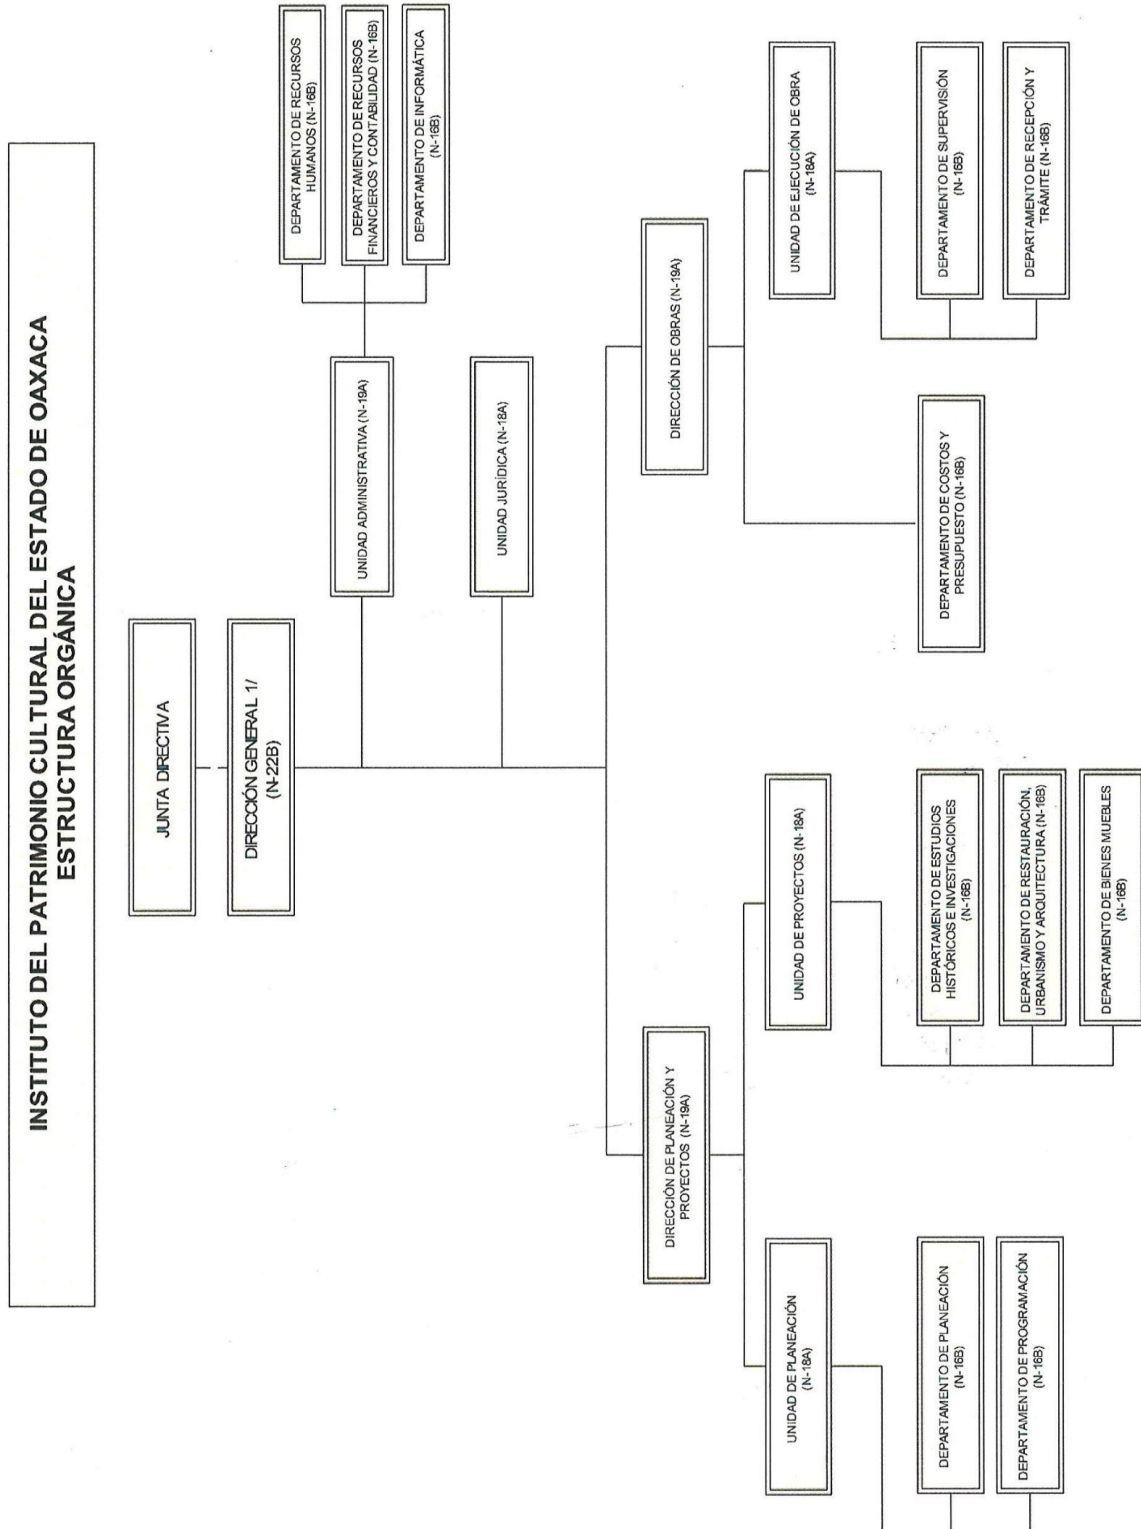 INSTITUTO DEL PATRIMONIO CULTURAL DEL ESTADO DE OAXACA
ESTRUCTURA ORGÁNICA
JUNTA DIRECTIVA
DIRECCIÓN GENERAL 1/
(N-22B)
UNIDAD ADMINISTRATIVA (N-19A)
DEPARTAMENTO DE RECURSOS
HUMANOS (N-16B)
DEPARTAMENTO DE RECURSOS
FINANCIEROS Y CONTABILIDAD (N-16B)
DEPARTAMENTO DE INFORMÁTICA
(N-16B)
UNIDAD JURÍDICA (N-18A)
DIRECCIÓN DE PLANEACIÓN Y
PROYECTOS (N-19A)
DIRECCIÓN DE OBRAS (N-19A)
UNIDAD DE PLANEACIÓN
(N-18A)
UNIDAD DE PROYECTOS (N-18A)
UNIDAD DE EJECUCIÓN DE OBRA
(N-18A)
DEPARTAMENTO DE PLANEACIÓN
(N-16B)
DEPARTAMENTO DE PROGRAMACIÓN
(N-16B)
DEPARTAMENTO DE ESTUDIOS
HISTÓRICOS E INVESTIGACIONES
(N-16B)
DEPARTAMENTO DE RESTAURACIÓN,
URBANISMO Y ARQUITECTURA (N-16B)
DEPARTAMENTO DE BIENES MUEBLES
(N-16B)
DEPARTAMENTO DE COSTOS Y
PRESUPUESTO (N-16B)
DEPARTAMENTO DE SUPERVISIÓN
(N-16B)
DEPARTAMENTO DE RECEPCIÓN Y
TRÁMITE (N-16B)